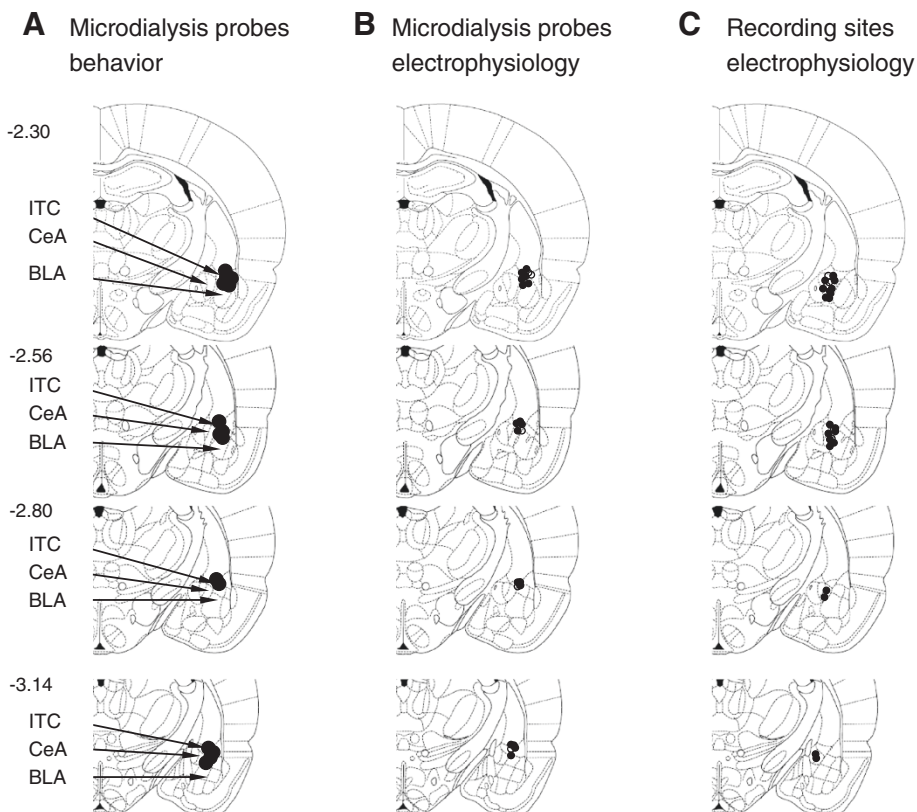 A Microdialysis probes
behavior
B Microdialysis probes
electrophysiology
C Recording sites
electrophysiology
-2.30
ITC
CeA
BLA
-2.56
ITC
CeA
BLA
-2.80
ITC
CeA
BLA
-3.14
ITC
CeA
BLA